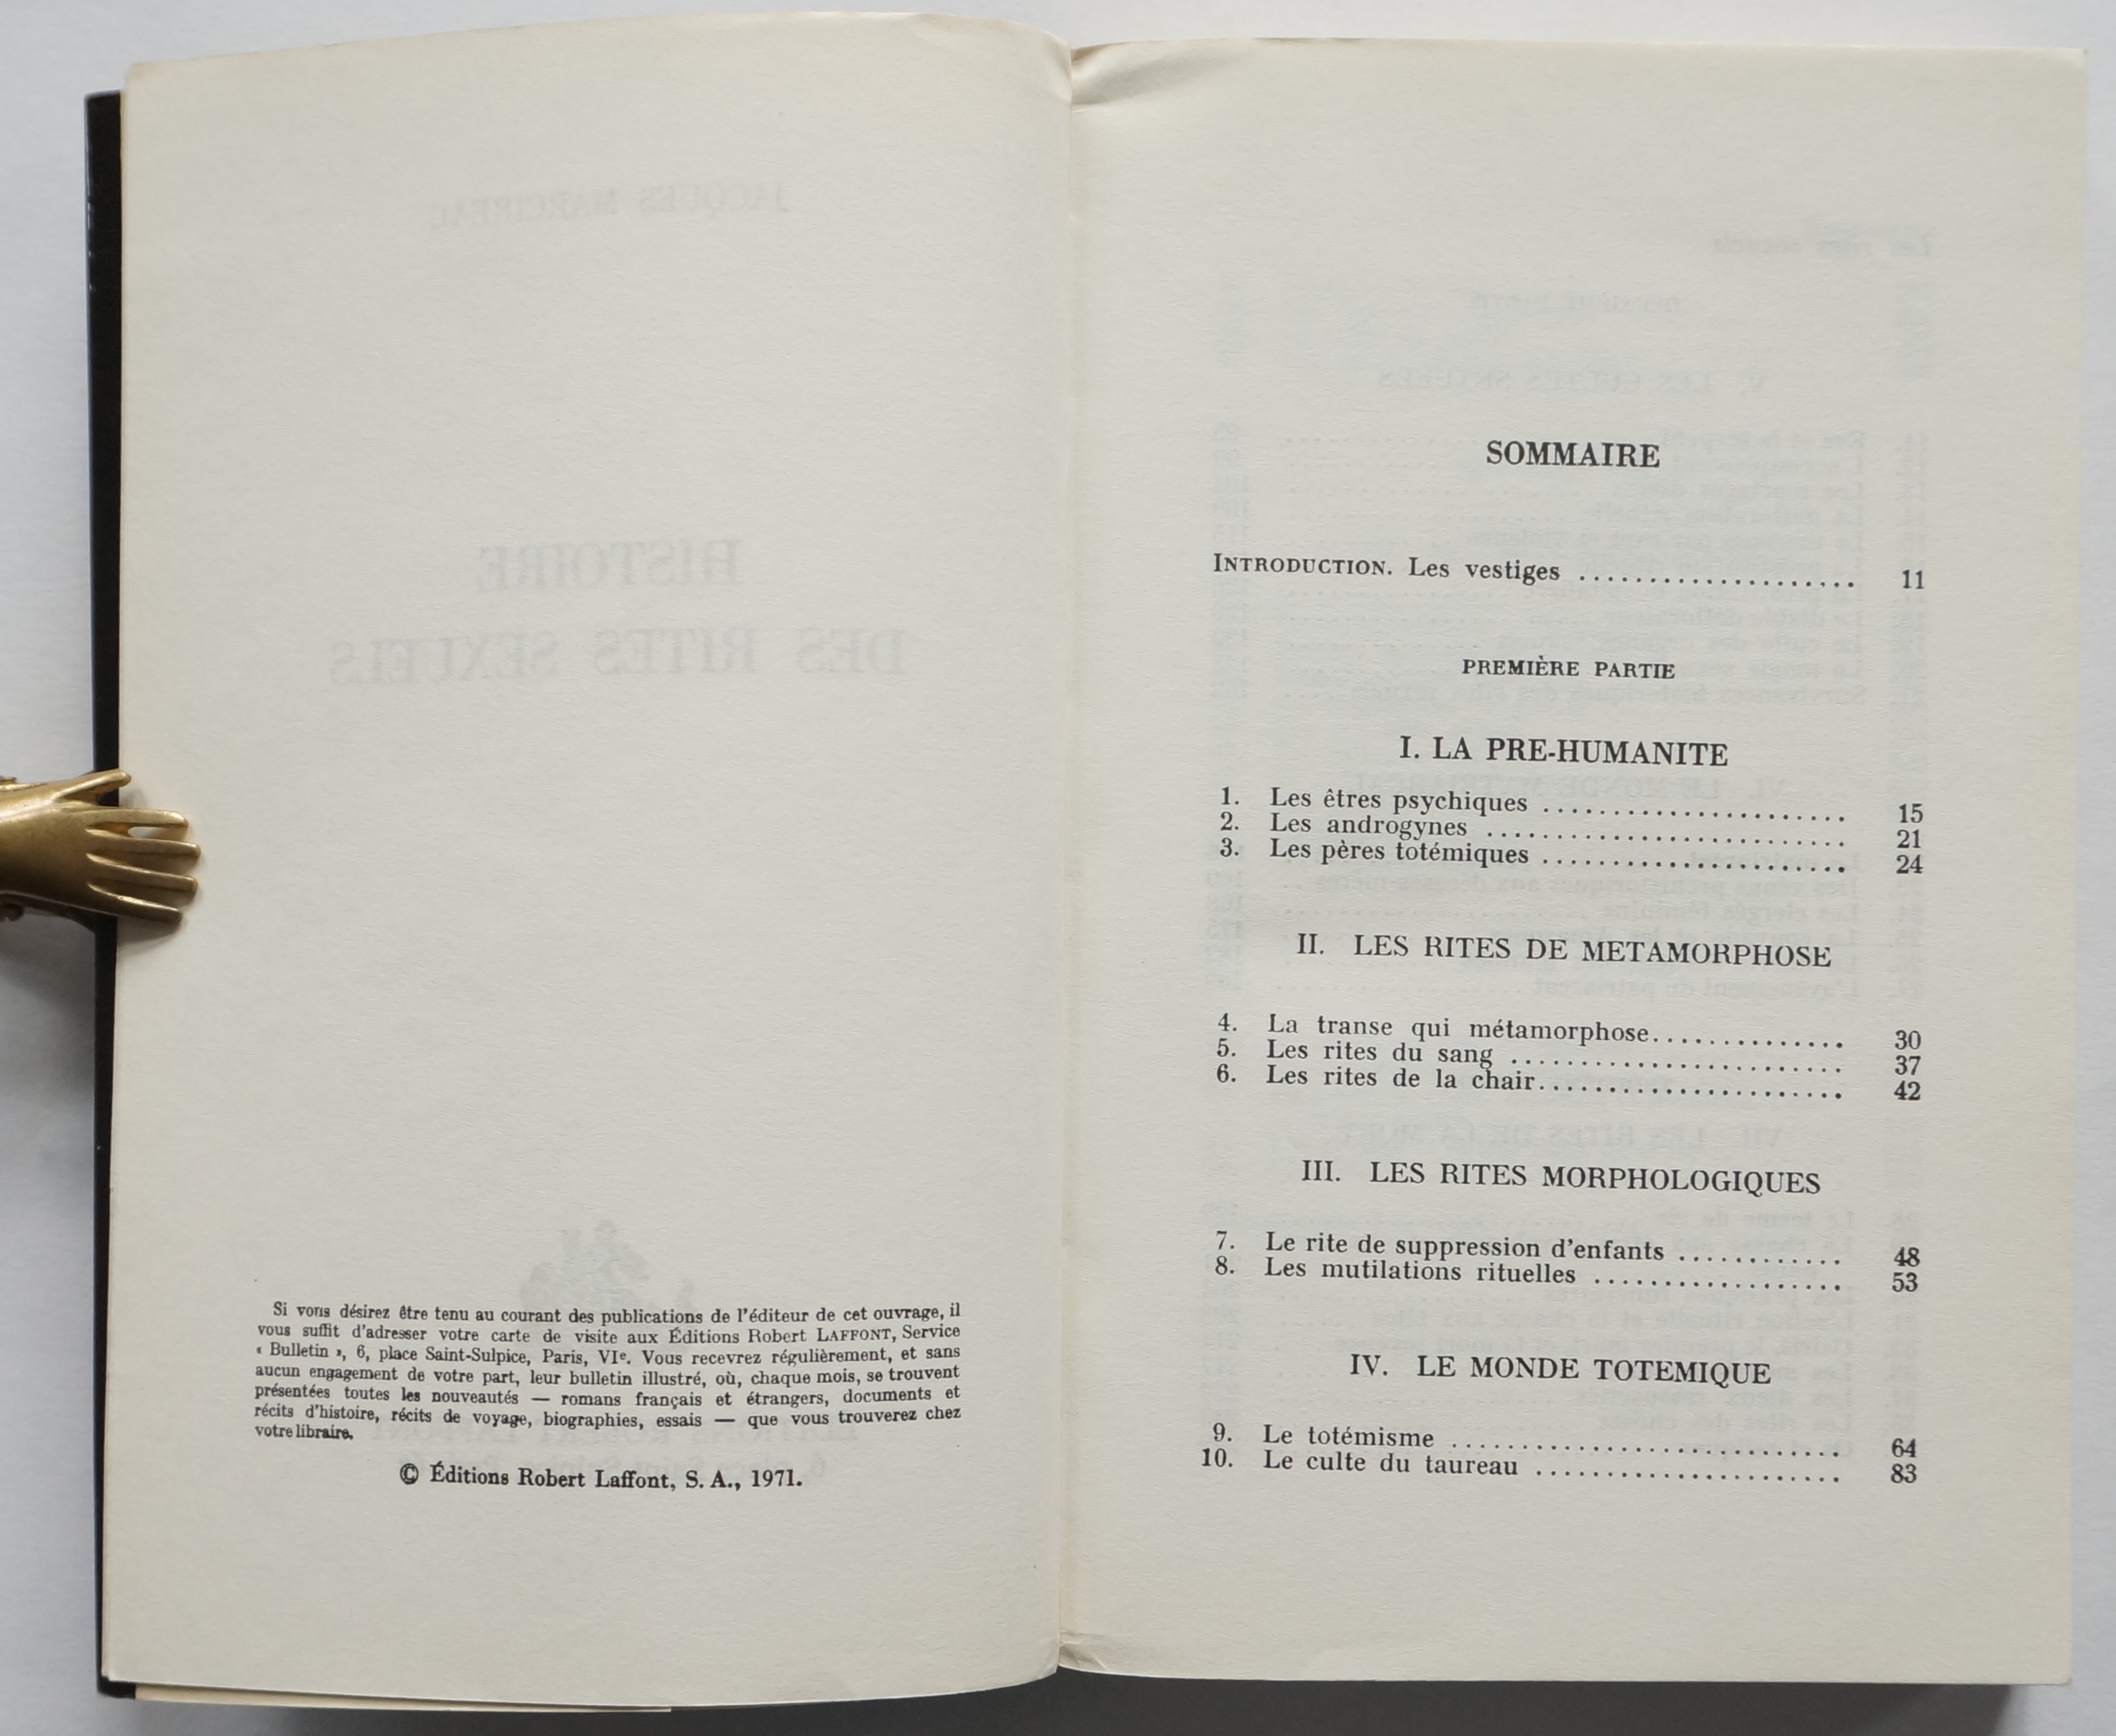 Si vous désirez être tenu au courant des publications de l'éditeur de cet ouvrage, il
vous suffit d'adresser votre carte de visite aux Éditions Robert LAFFONT, Service
« Bulletin », 6, place Saint-Sulpice, Paris, VIe. Vous recevrez régulièrement, et sans
aucun engagement de votre part, leur bulletin illustré, où, chaque mois, se trouvent
présentées toutes les nouveautés — romans français et étrangers, documents et
récits d'histoire, récits de voyage, biographies, essais — que vous trouverez chez
votre libraire.
© Éditions Robert Laffont, S. A., 1971.
SOMMAIRE
INTRODUCTION. Les vestiges .................... 11
PREMIÈRE PARTIE
I. LA PRE-HUMANITE
1. Les êtres psychiques ...................... 15
2. Les androgynes .......................... 21
3. Les pères totémiques ...................... 24
II. LES RITES DE METAMORPHOSE
4. La transe qui métamorphose.............. 30
5. Les rites du sang ........................ 37
6. Les rites de la chair...................... 42
III. LES RITES MORPHOLOGIQUES
7. Le rite de suppression d'enfants ............ 48
8. Les mutilations rituelles .................. 53
IV. LE MONDE TOTEMIQUE
9. Le totémisme ............................ 64
10. Le culte du taureau ...................... 83